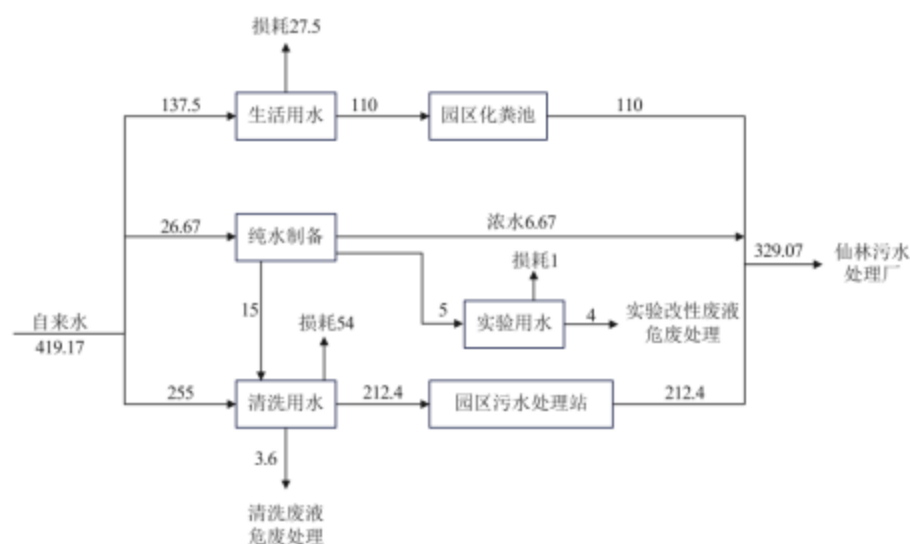 损耗27.5
137.5
生活用水
110
园区化粪池
110
26.67
纯水制备
浓水6.67
329.07
仙林污水
处理厂
损耗1
自来水
419.17
15
5
实验用水
4
实验改性废液
危废处理
损耗54
255
清洗用水
212.4
园区污水处理站
212.4
3.6
清洗废液
危废处理